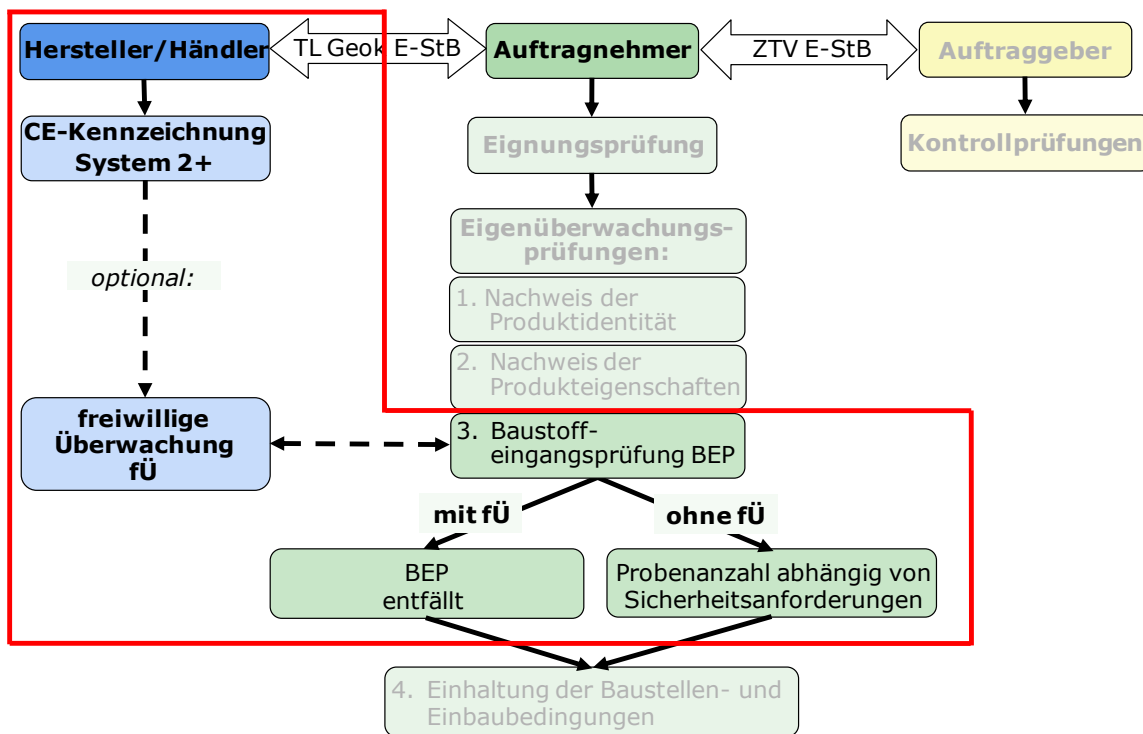 Hersteller/Händler
TL Geok E-StB
Auftragnehmer
ZTV E-StB
Auftraggeber
CE-Kennzeichnung
System 2+
Eignungsprüfung
Kontrollprüfungen
Eigenüberwachungs-
prüfungen:
optional:
1. Nachweis der
Produktidentität
2. Nachweis der
Produkteigenschaften
freiwillige
Überwachung
fÜ
3. Baustoff-
eingangsprüfung BEP
mit fÜ
ohne fÜ
BEP
entfällt
Probenanzahl abhängig von
Sicherheitsanforderungen
4. Einhaltung der Baustellen- und
Einbaubedingungen